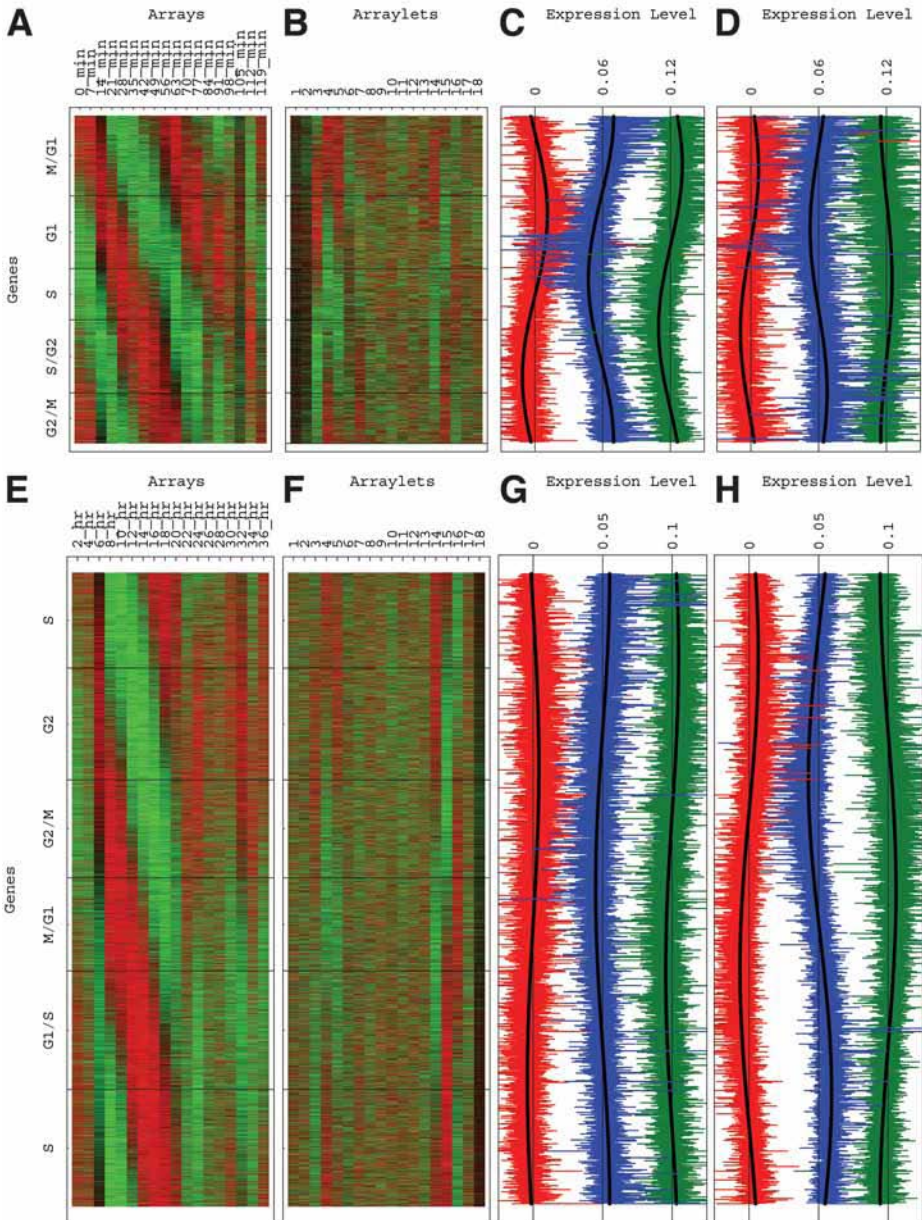 A
Arrays
0_min
7_min
14_min
21_min
28_min
35_min
42_min
49_min
56_min
63_min
70_min
77_min
84_min
91_min
98_min
105_min
112_min
119_min
Genes
M/G1
G1
S
S/G2
G2/M
B
Arraylets
1
2
3
4
5
6
7
8
9
10
11
12
13
14
15
16
17
18
C
Expression Level
0
0.06
0.12
D
Expression Level
0
0.06
0.12
E
Arrays
2_hr
4_hr
6_hr
8_hr
10_hr
12_hr
14_hr
16_hr
18_hr
20_hr
22_hr
24_hr
26_hr
28_hr
30_hr
32_hr
34_hr
36_hr
Genes
S
G2
G2/M
M/G1
G1/S
S
F
Arraylets
1
2
3
4
5
6
7
8
9
10
11
12
13
14
15
16
17
18
G
Expression Level
0
0.05
0.1
H
Expression Level
0
0.05
0.1